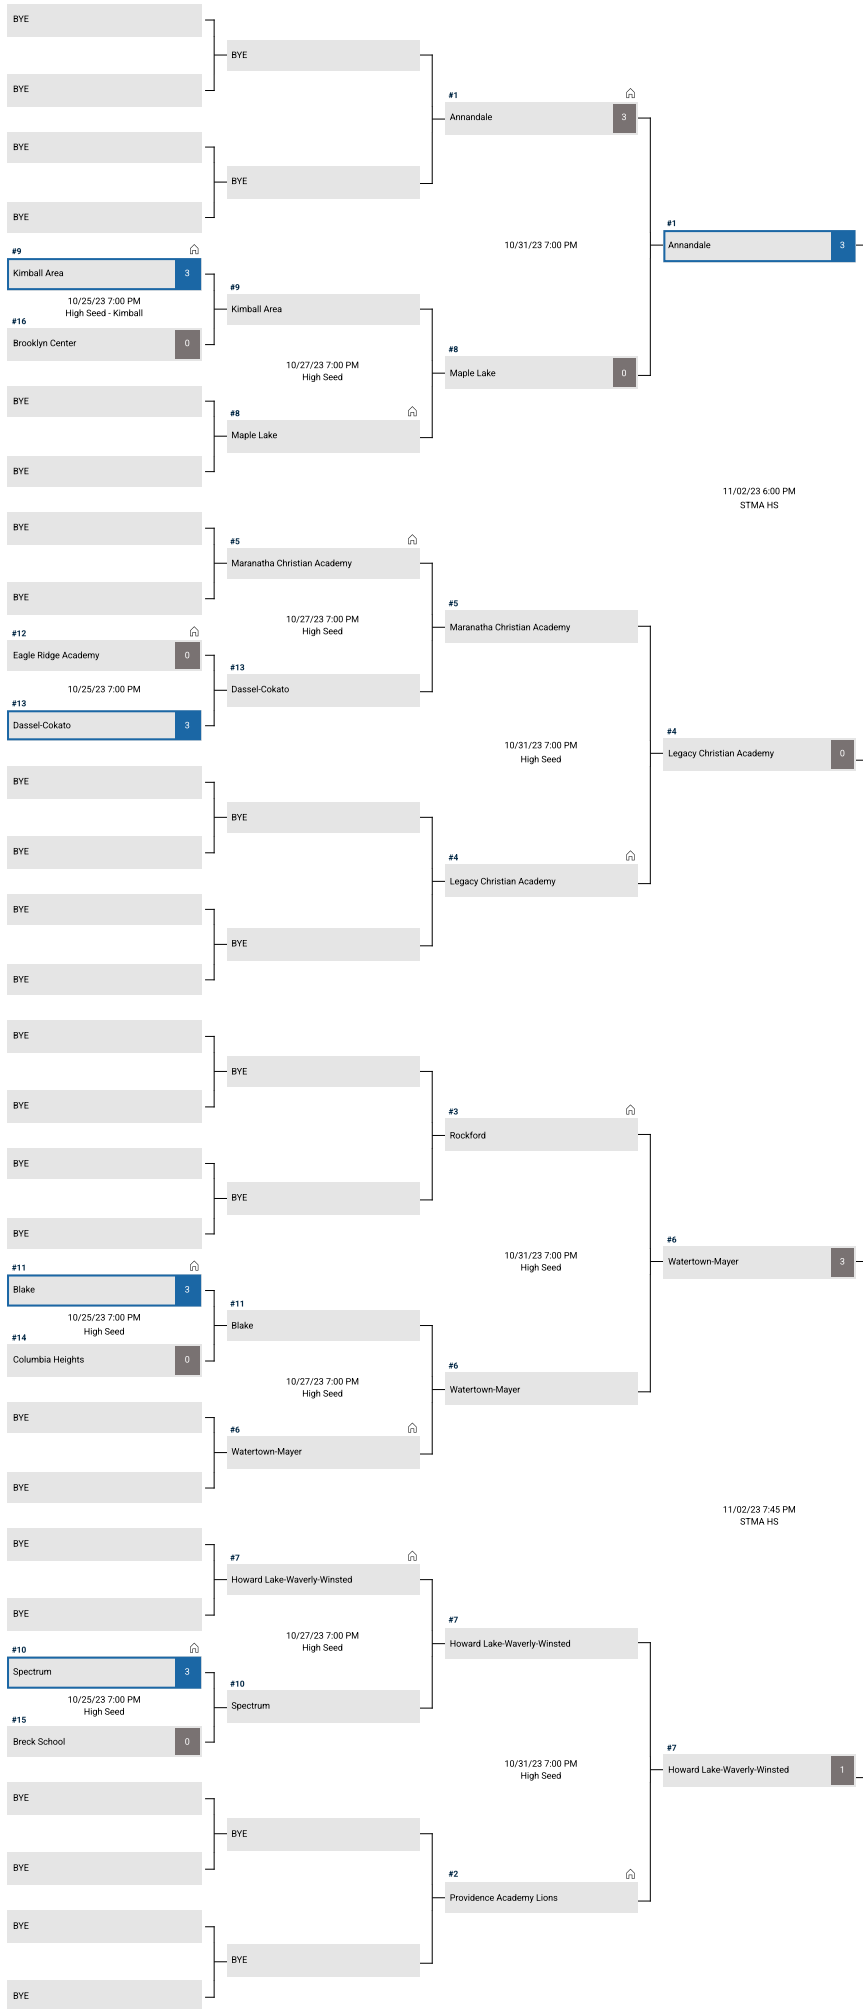 BYE
BYE
BYE
#1
Annandale
3
BYE
BYE
BYE
#1
Annandale
3
10/31/23 7:00 PM
#9
Kimball Area
3
10/25/23 7:00 PM
High Seed - Kimball
#9
Kimball Area
#16
Brooklyn Center
0
#8
Maple Lake
0
10/27/23 7:00 PM
High Seed
BYE
#8
Maple Lake
BYE
11/02/23 6:00 PM
STMA HS
BYE
#5
Maranatha Christian Academy
BYE
#5
Maranatha Christian Academy
10/27/23 7:00 PM
High Seed
#12
Eagle Ridge Academy
0
#13
Dassel-Cokato
10/25/23 7:00 PM
#13
Dassel-Cokato
3
#4
Legacy Christian Academy
0
10/31/23 7:00 PM
High Seed
BYE
BYE
BYE
#4
Legacy Christian Academy
BYE
BYE
BYE
BYE
BYE
BYE
#3
Rockford
BYE
BYE
BYE
#6
Watertown-Mayer
3
10/31/23 7:00 PM
High Seed
#11
Blake
3
10/25/23 7:00 PM
High Seed
#11
Blake
#14
Columbia Heights
0
#6
Watertown-Mayer
10/27/23 7:00 PM
High Seed
BYE
#6
Watertown-Mayer
BYE
11/02/23 7:45 PM
STMA HS
BYE
#7
Howard Lake-Waverly-Winsted
BYE
#7
Howard Lake-Waverly-Winsted
10/27/23 7:00 PM
High Seed
#10
Spectrum
3
#10
Spectrum
10/25/23 7:00 PM
High Seed
#15
Breck School
0
#7
Howard Lake-Waverly-Winsted
1
10/31/23 7:00 PM
High Seed
BYE
BYE
BYE
#2
Providence Academy Lions
BYE
BYE
BYE